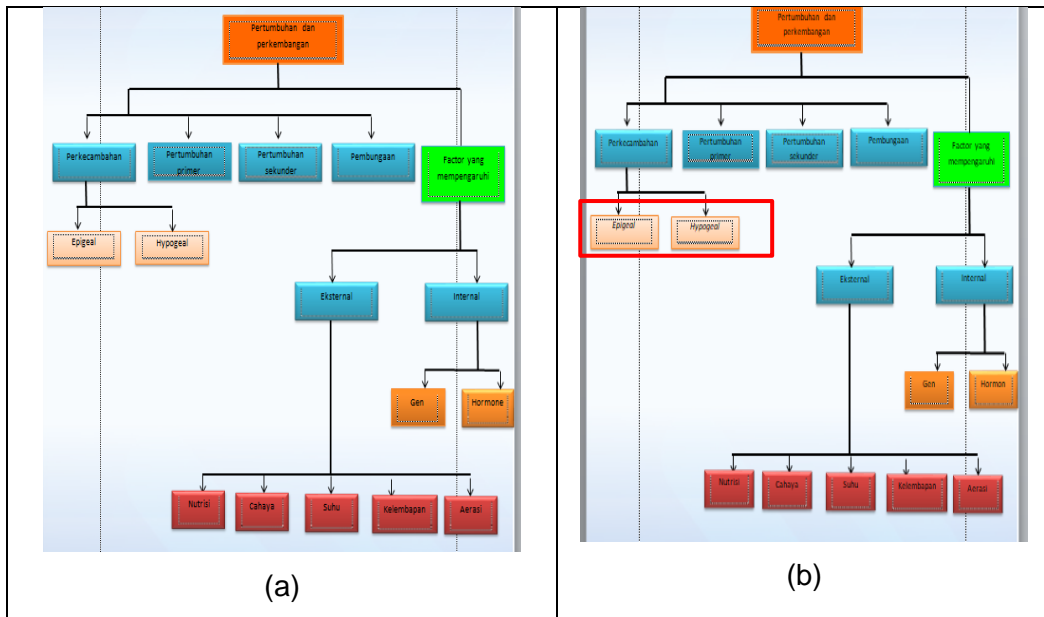 Pertumbuhan dan
perkembangan
Perkecambahan
Pertumbuhan
primer
Pertumbuhan
sekunder
Pembungaan
Factor yang
mempengaruhi
Epigeal
Hypogeal
Eksternal
Internal
Gen
Hormone
Nutrisi
Cahaya
Suhu
Kelembapan
Aerasi
(a)
Pertumbuhan dan
perkembangan
Perkecambahan
Pertumbuhan
primer
Pertumbuhan
sekunder
Pembungaan
Factor yang
mempengaruhi
Epigeal
Hypogeal
Eksternal
Internal
Gen
Hormon
Nutrisi
Cahaya
Suhu
Kelembapan
Aerasi
(b)